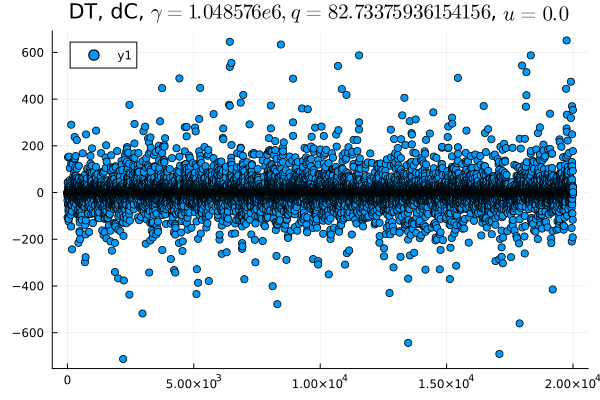 DT, dC, γ = 1.048576e6, q = 82.73375936154156, u = 0.0
y1
600
400
200
0
−200
−400
−600
0 5.00×10³ 1.00×10⁴ 1.50×10⁴ 2.00×10⁴